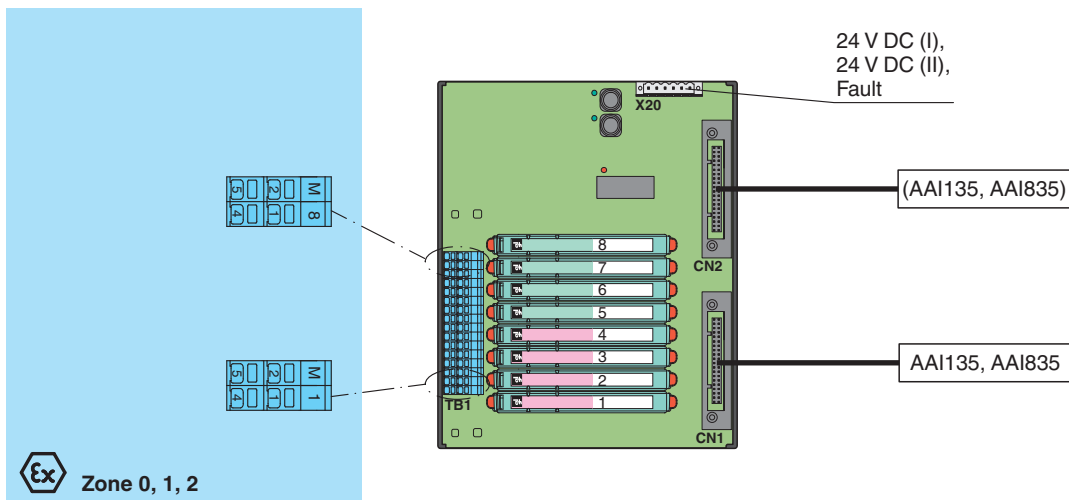 24 V DC (I),
24 V DC (II),
Fault
X20
(AAI135, AAI835)
CN2
5 2 M
4 1 8
8
7
6
5
4
3
2
1
TB1
AAI135, AAI835
CN1
5 2 M
4 1 1
Ex
Zone 0, 1, 2